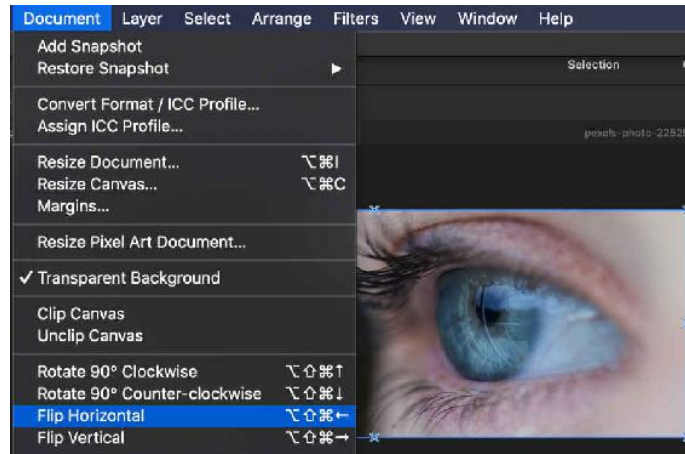 Document Layer Select Arrange Filters View Window Help
Add Snapshot
Restore Snapshot ▶
Selection
Convert Format / ICC Profile...
Assign ICC Profile...
Resize Document... ⌥⌘I
Resize Canvas... ⌥⌘C
Margins...
Resize Pixel Art Document...
✓ Transparent Background
Clip Canvas
Unclip Canvas
Rotate 90° Clockwise ⌥⇧⌘↑
Rotate 90° Counter-clockwise ⌥⇧⌘↓
Flip Horizontal ⌥⇧⌘←
Flip Vertical ⌥⇧⌘→